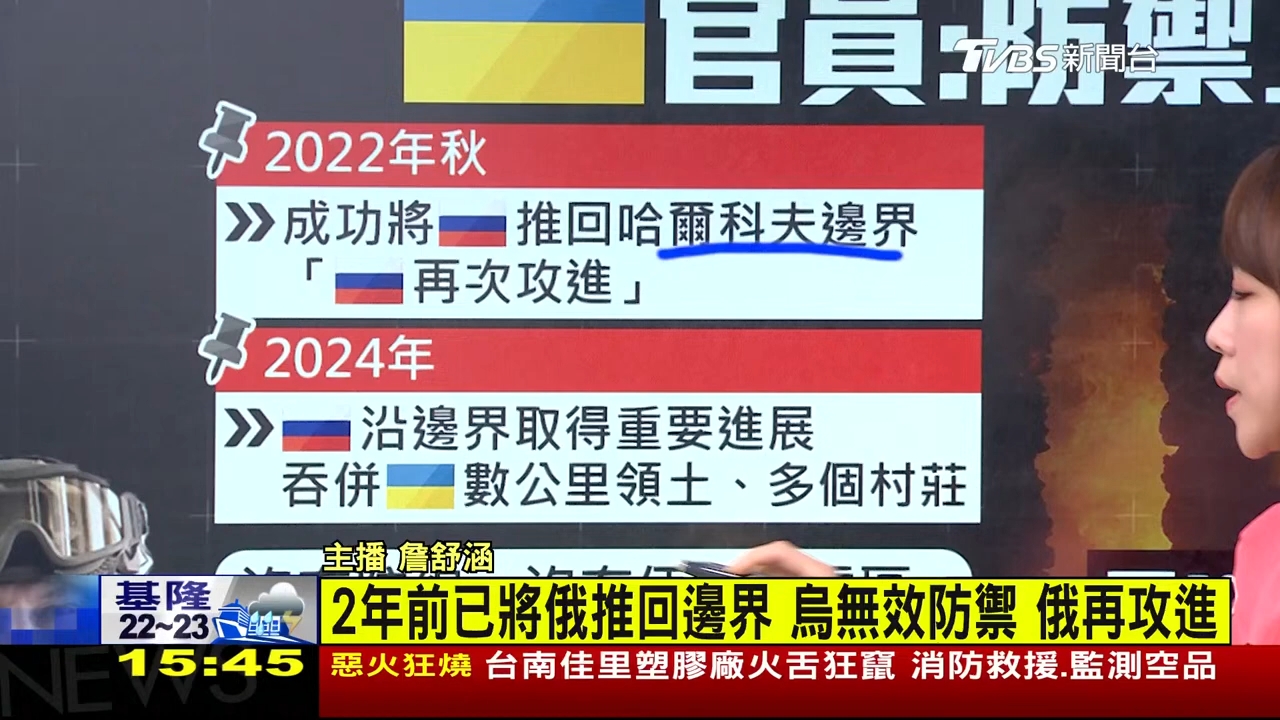 官員:防禦
TVBS新聞台
2022年秋
成功將推回哈爾科夫邊界
「再次攻進」
2024年
沿邊界取得重要進展
吞併數公里領土、多個村莊
主播 詹舒涵
基隆
22~23
2年前已將俄推回邊界 烏無效防禦 俄再攻進
15:45
惡火狂燒 台南佳里塑膠廠火舌狂竄 消防救援.監測空品
NEWS